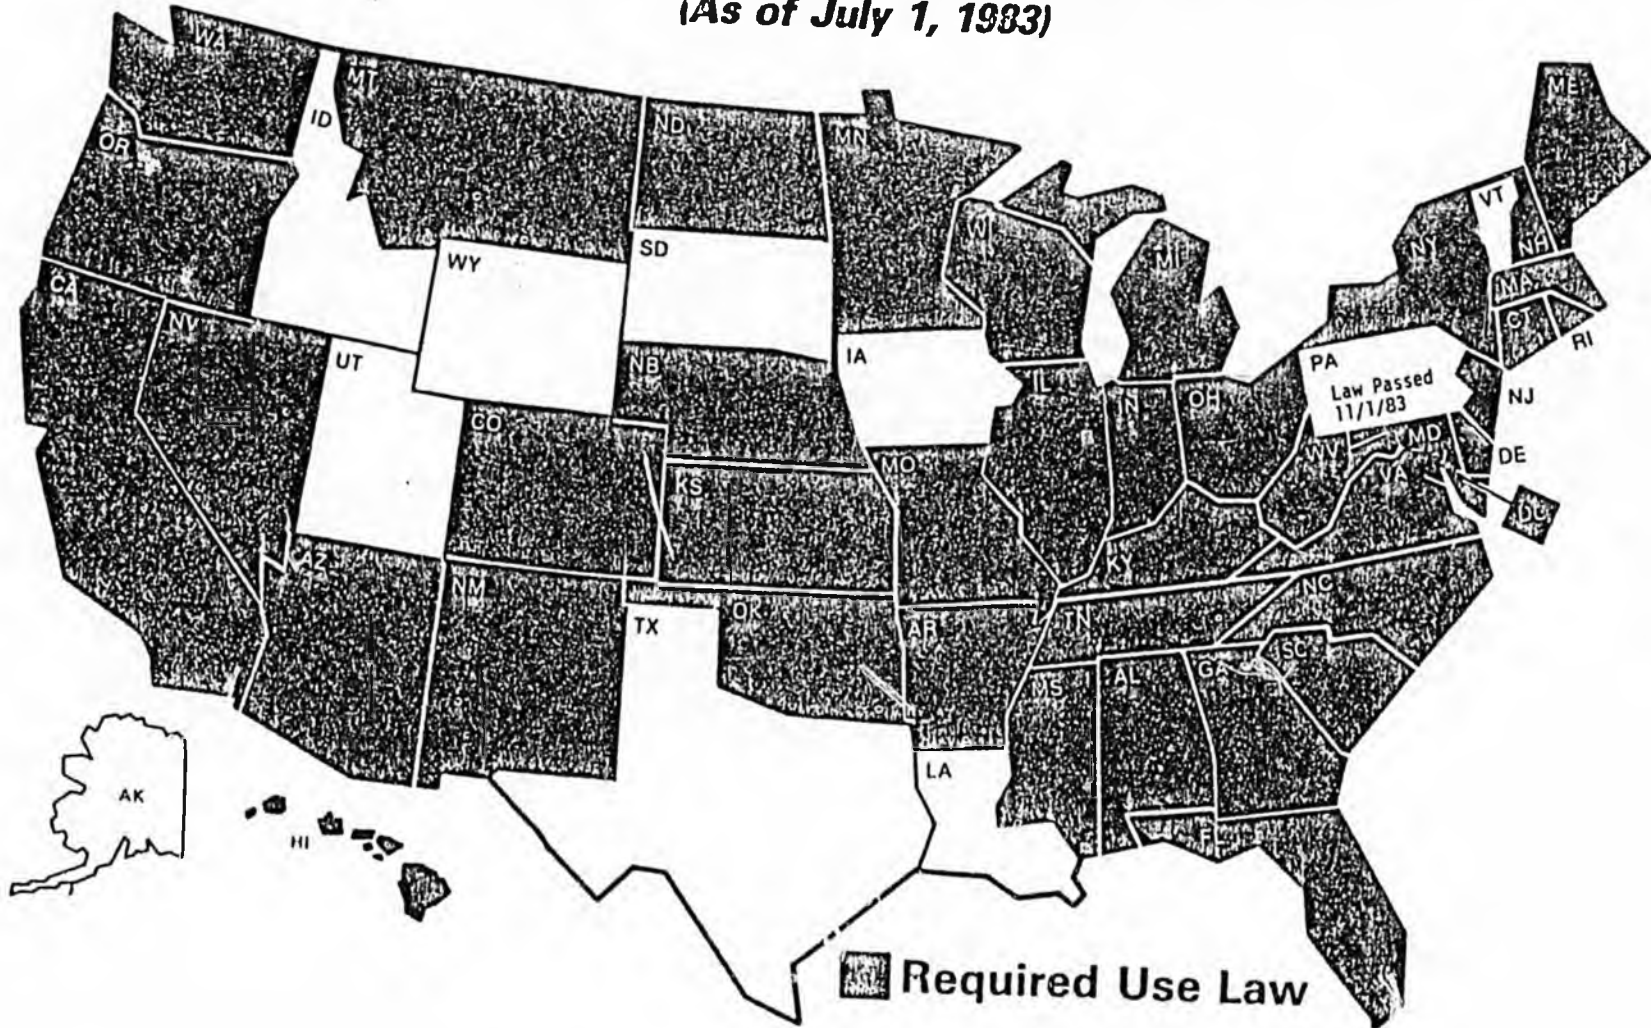 (As of July 1, 1983)
WA
MT
ID
ND
MN
ME
OR
VT
WI
NY
NH
SD
MI
WY
CA
MA
NV
CT
RI
IA
UT
NB
PA
Law Passed
11/1/83
IL
IN
OH
NJ
CO
MD
WV
DE
MO
VA
KS
DC
AZ
KY
NM
NC
OK
TN
TX
AR
SC
GA
MS
AL
LA
AK
HI
FL
Required Use Law